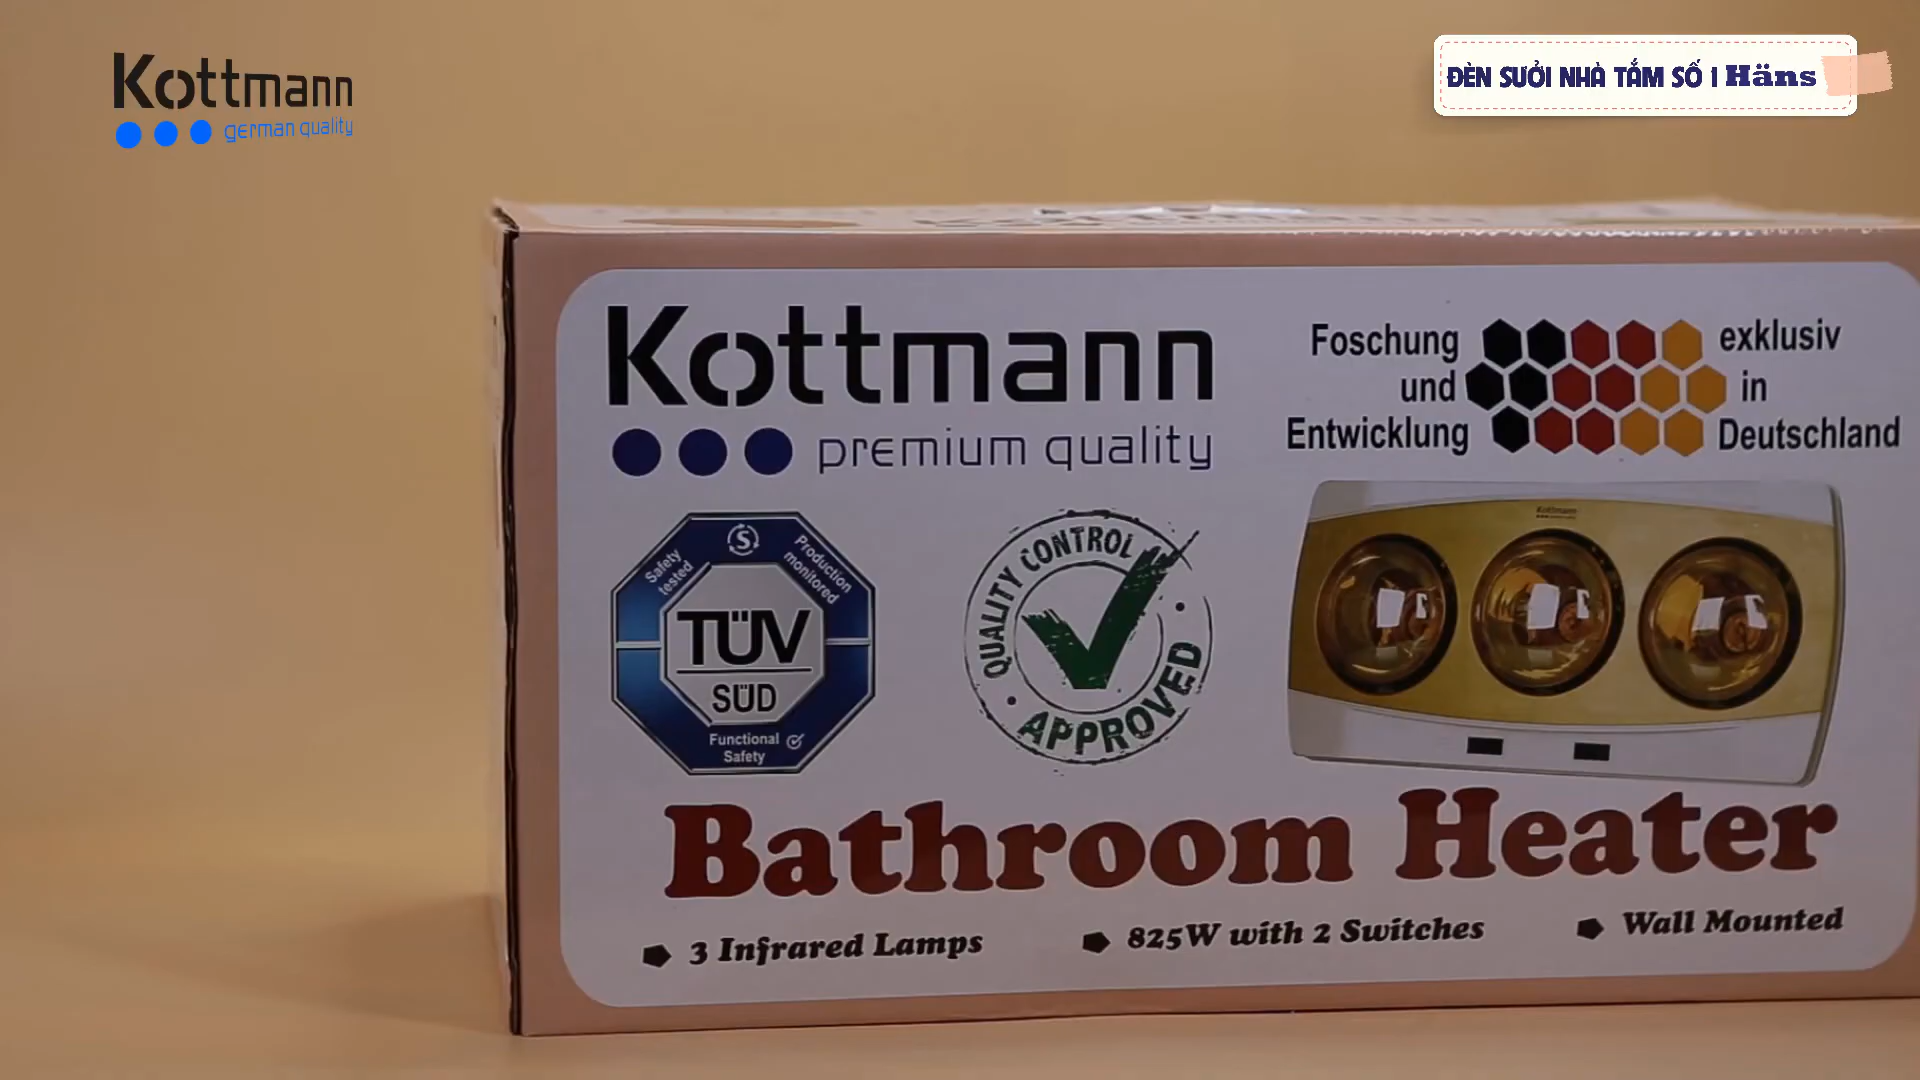 Kottmann
german quality
ĐÈN SƯỞI NHÀ TẮM SỐ 1 Häns
Kottmann
Kottmann
premium quality
Foschung
und
Entwicklung
exklusiv
in
Deutschland
Safety
tested
S
Production
monitored
TÜV
SÜD
Functional
Safety
QUALITY CONTROL
APPROVED
Kottmann
Bathroom Heater
3 Infrared Lamps
825W with 2 Switches
Wall Mounted